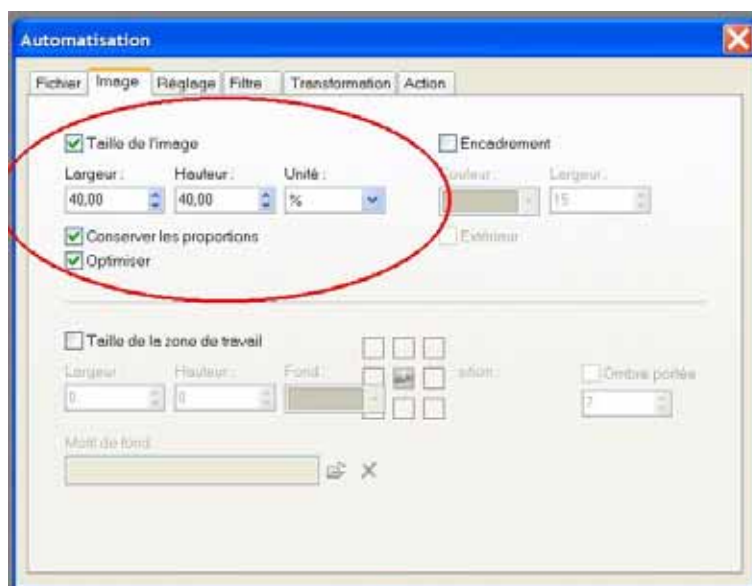 Automatisation
Fichier Image Réglage Filtre Transformation Action
Taille de l'image Encadrement
Largeur : Hauteur : Unité : Couleur : Largeur :
40,00 40,00 % 15
Conserver les proportions Extérieur
Optimiser
Taille de la zone de travail
Largeur : Hauteur : Fond : Ombre portée
0 0 7
Motif de fond